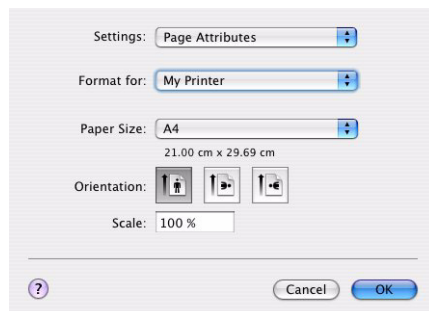 Settings: Page Attributes
Format for: My Printer
Paper Size: A4
21.00 cm x 29.69 cm
Orientation:
Scale: 100 %
? Cancel OK